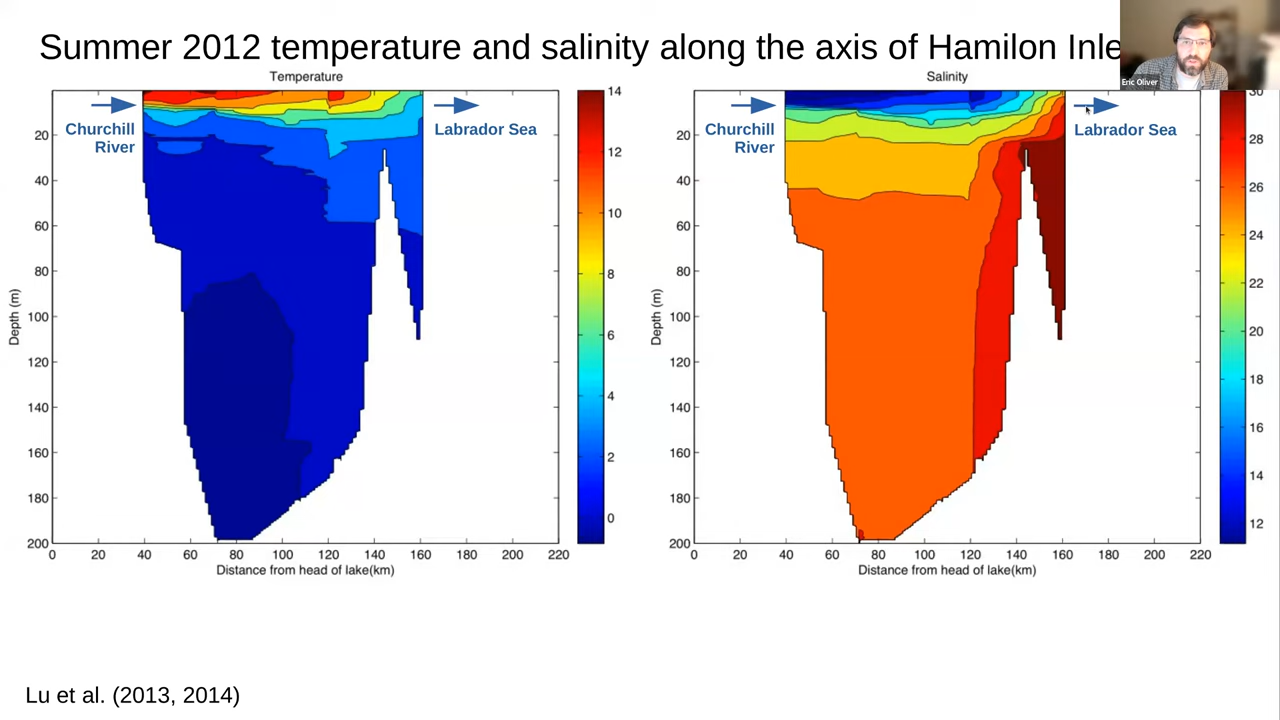 Summer 2012 temperature and salinity along the axis of Hamilon Inle
Eric Oliver
Temperature
Churchill
River
Labrador Sea
20
40
60
80
100
120
140
160
180
200
Depth (m)
0 20 40 60 80 100 120 140 160 180 200 220
Distance from head of lake(km)
14
12
10
8
6
4
2
0
Salinity
Churchill
River
Labrador Sea
20
40
60
80
100
120
140
160
180
200
Depth (m)
0 20 40 60 80 100 120 140 160 180 200 220
Distance from head of lake(km)
30
28
26
24
22
20
18
16
14
12
Lu et al. (2013, 2014)